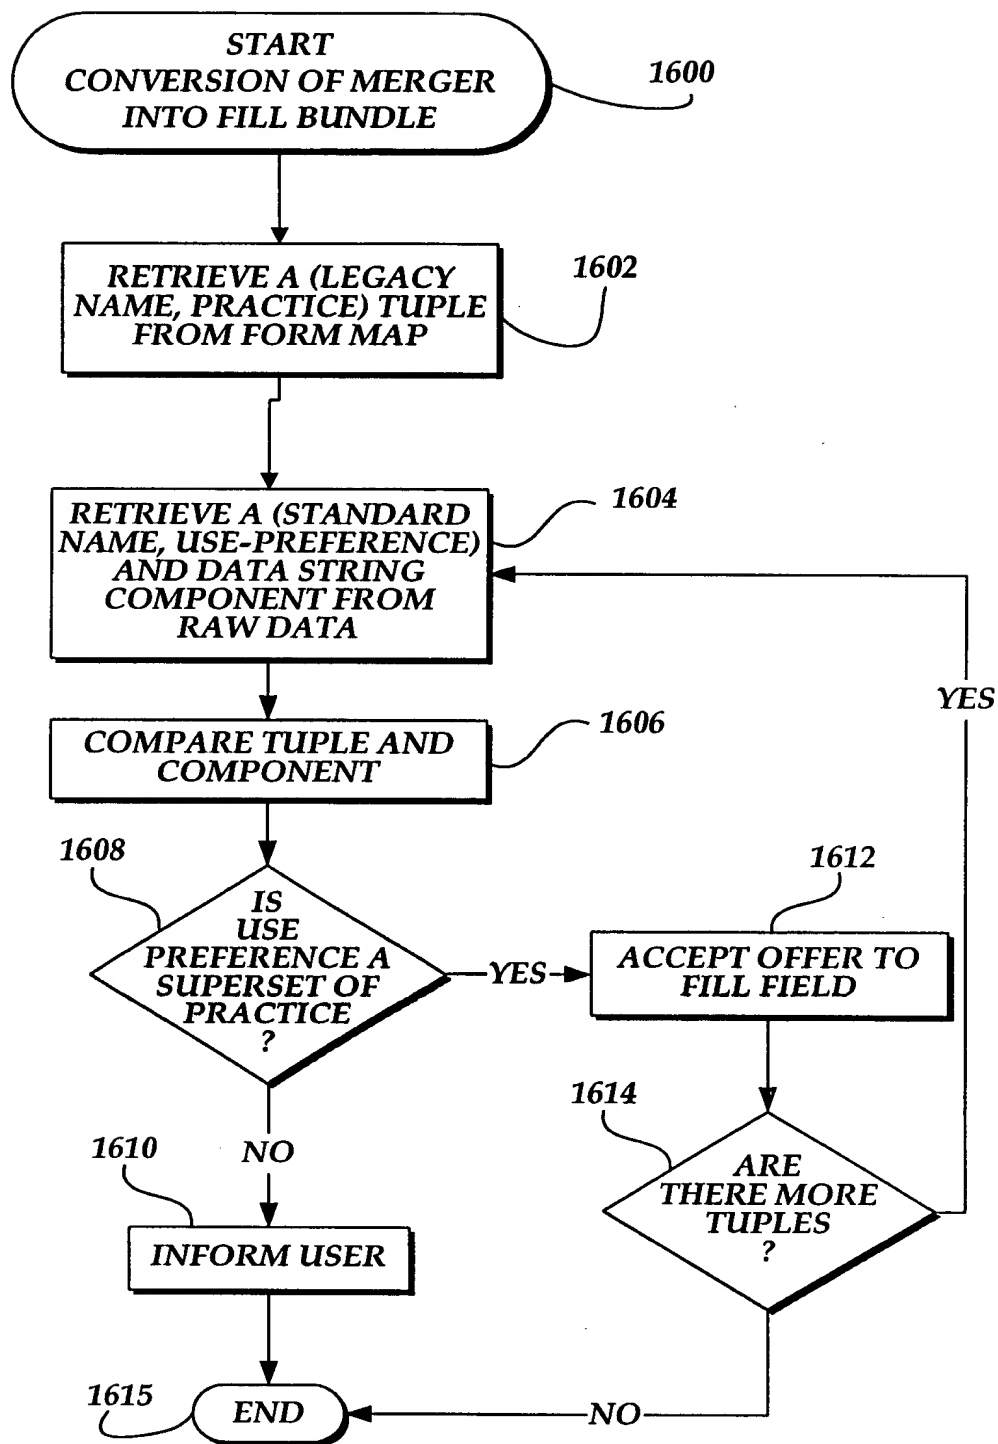 START
CONVERSION OF MERGER
INTO FILL BUNDLE
1600
RETRIEVE A (LEGACY
NAME, PRACTICE) TUPLE
FROM FORM MAP
1602
RETRIEVE A (STANDARD
NAME, USE-PREFERENCE)
AND DATA STRING
COMPONENT FROM
RAW DATA
1604
YES
COMPARE TUPLE AND
COMPONENT
1606
1608
IS
USE
PREFERENCE A
SUPERSET OF
PRACTICE
?
YES
1612
ACCEPT OFFER TO
FILL FIELD
1614
ARE
THERE MORE
TUPLES
?
NO
1610
INFORM USER
1615
END
NO